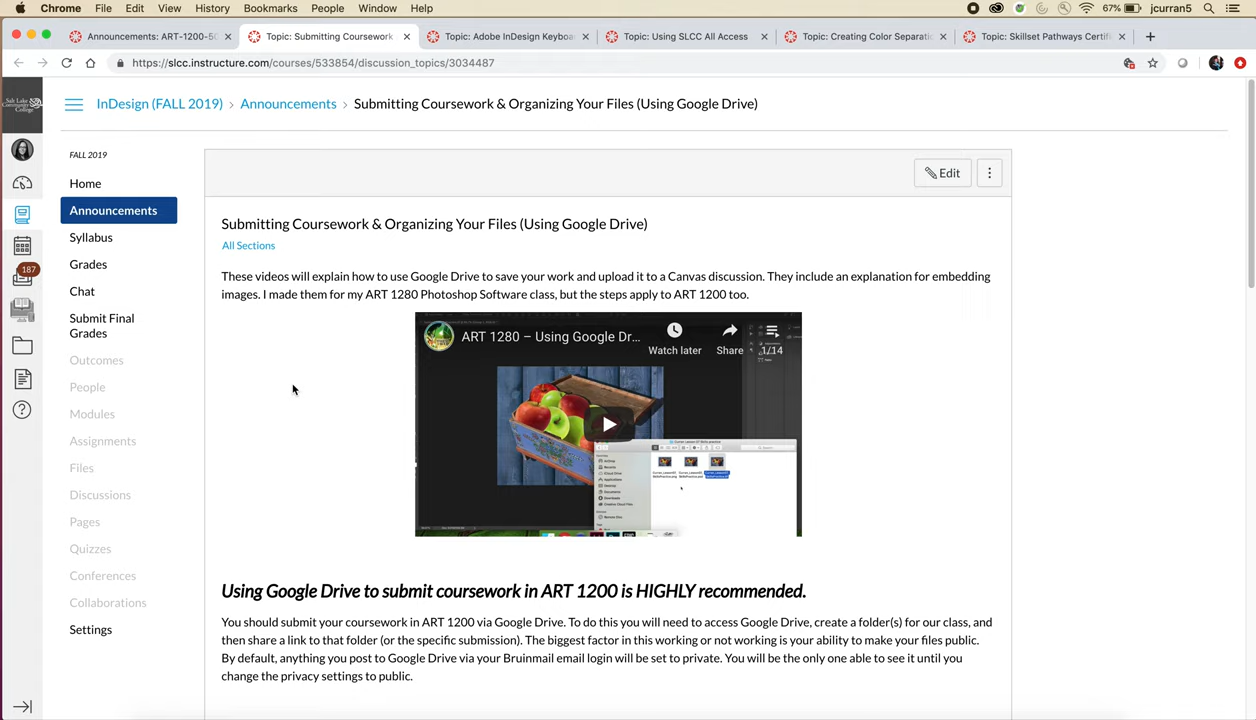 Chrome File Edit View History Bookmarks People Window Help 67% jcurran5
Announcements: ART-1200-50 Topic: Submitting Coursework Topic: Adobe InDesign Keyboa Topic: Using SLCC All Access Topic: Creating Color Separatio Topic: Skillset Pathways Certif
https://slcc.instructure.com/courses/533854/discussion_topics/3034487
Salt Lake
Community
College
InDesign (FALL 2019) › Announcements › Submitting Coursework & Organizing Your Files (Using Google Drive)
FALL 2019
Home
Announcements
Syllabus
Grades
Chat
Submit Final
Grades
Outcomes
People
Modules
Assignments
Files
Discussions
Pages
Quizzes
Conferences
Collaborations
Settings
187
Edit
Submitting Coursework & Organizing Your Files (Using Google Drive)
All Sections
These videos will explain how to use Google Drive to save your work and upload it to a Canvas discussion. They include an explanation for embedding
images. I made them for my ART 1280 Photoshop Software class, but the steps apply to ART 1200 too.
ART 1280 – Using Google Dr...
Watch later
Share
1/14
Using Google Drive to submit coursework in ART 1200 is HIGHLY recommended.
You should submit your coursework in ART 1200 via Google Drive. To do this you will need to access Google Drive, create a folder(s) for our class, and
then share a link to that folder (or the specific submission). The biggest factor in this working or not working is your ability to make your files public.
By default, anything you post to Google Drive via your Bruinmail email login will be set to private. You will be the only one able to see it until you
change the privacy settings to public.